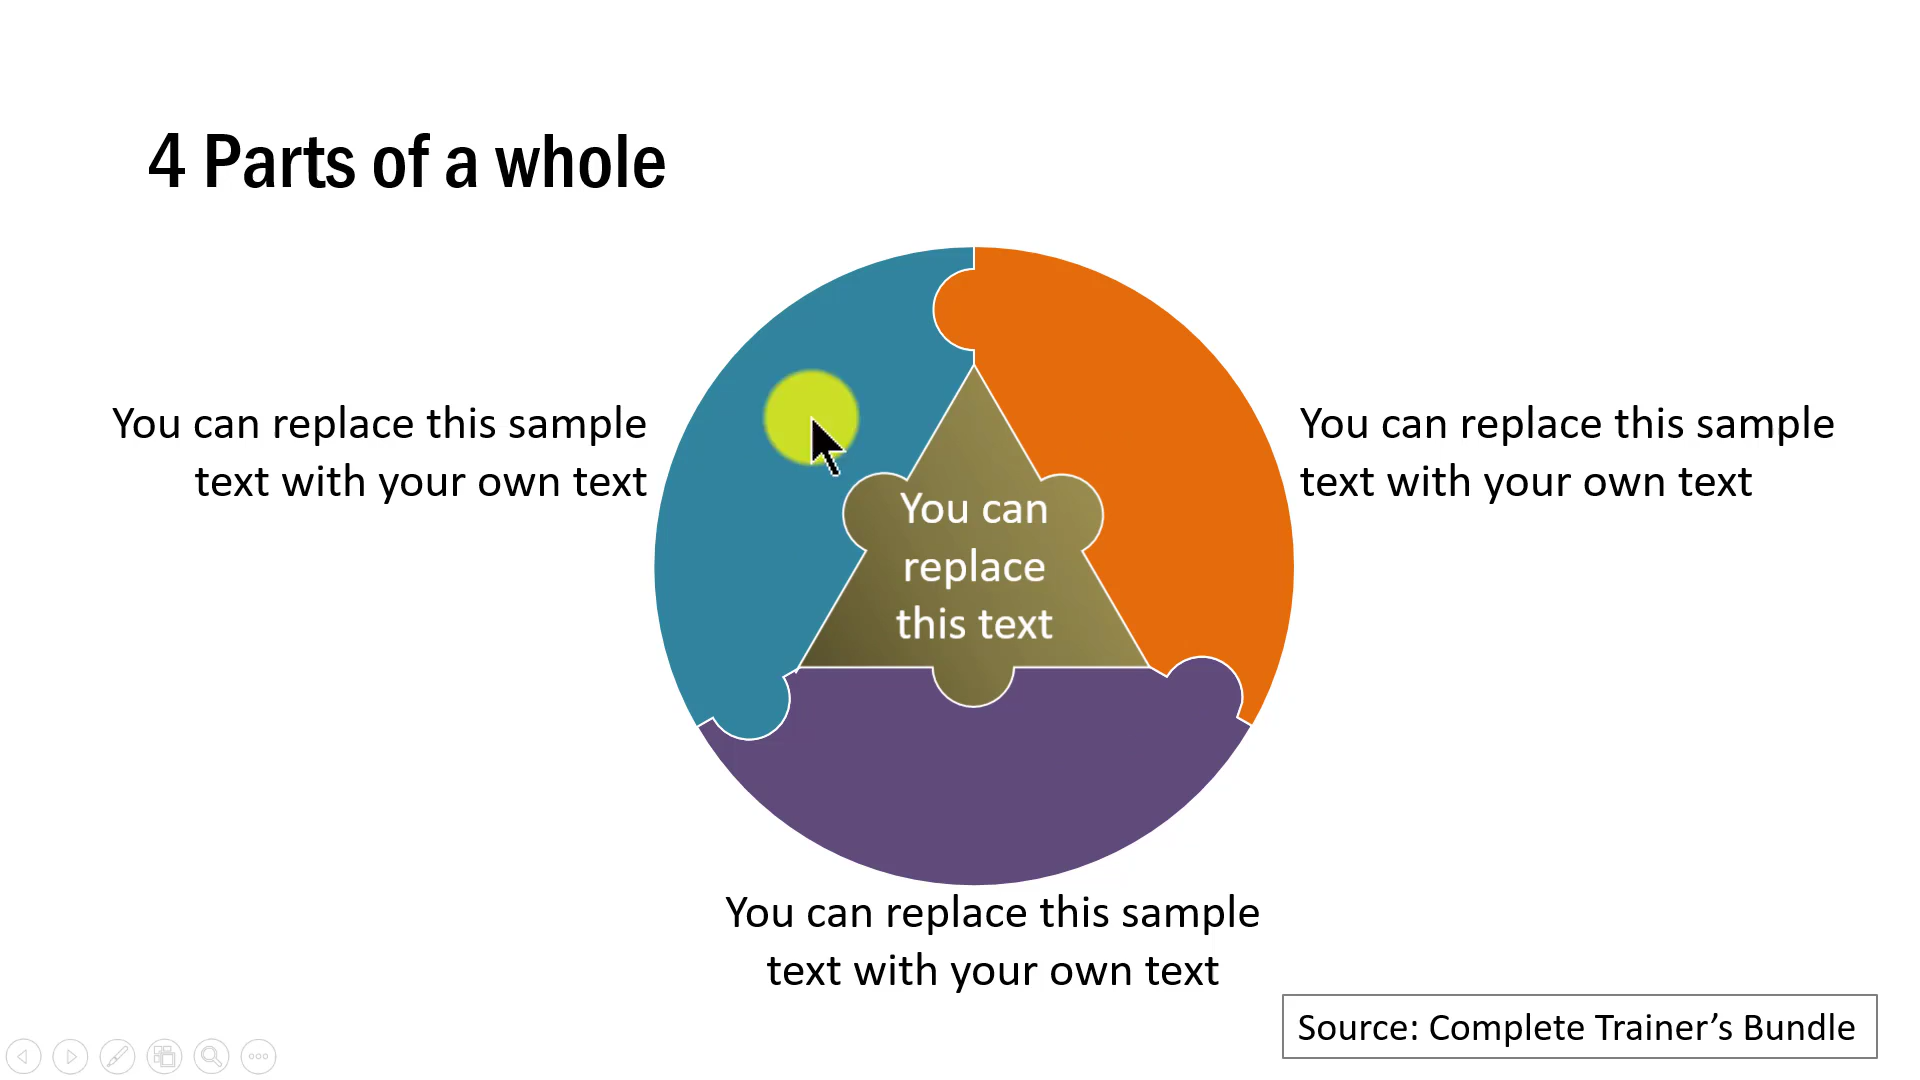 4 Parts of a whole
You can replace this sample
text with your own text
You can replace this sample
text with your own text
You can
replace
this text
You can replace this sample
text with your own text
Source: Complete Trainer’s Bundle